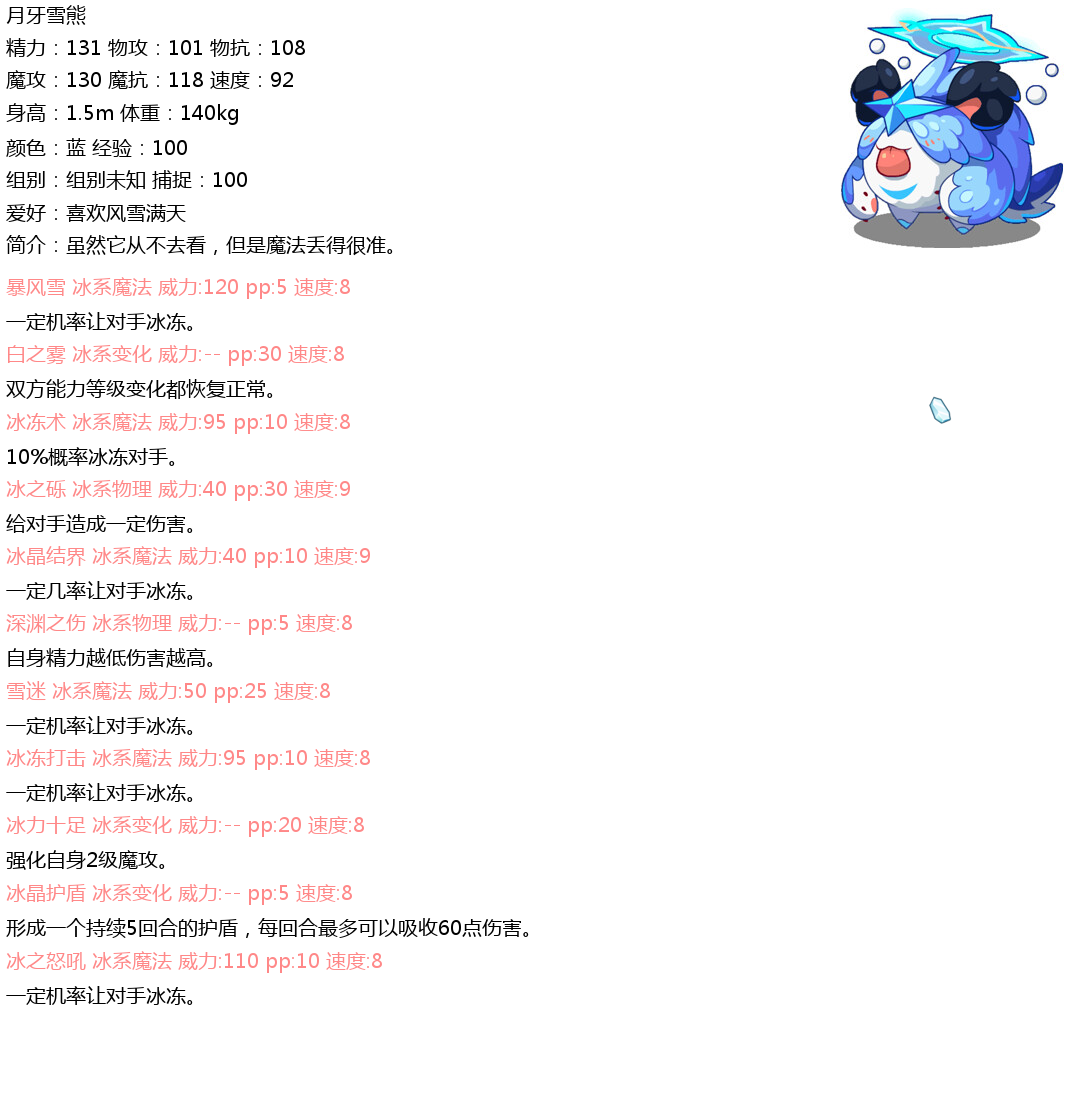 月牙雪熊
精力：131 物攻：101 物抗：108
魔攻：130 魔抗：118 速度：92
身高：1.5m 体重：140kg
颜色：蓝 经验：100
组别：组别未知 捕捉：100
爱好：喜欢风雪满天
简介：虽然它从不去看，但是魔法丢得很准。
暴风雪 冰系魔法 威力:120 pp:5 速度:8
一定机率让对手冰冻。
白之雾 冰系变化 威力:-- pp:30 速度:8
双方能力等级变化都恢复正常。
冰冻术 冰系魔法 威力:95 pp:10 速度:8
10%概率冰冻对手。
冰之砾 冰系物理 威力:40 pp:30 速度:9
给对手造成一定伤害。
冰晶结界 冰系魔法 威力:40 pp:10 速度:9
一定几率让对手冰冻。
深渊之伤 冰系物理 威力:-- pp:5 速度:8
自身精力越低伤害越高。
雪迷 冰系魔法 威力:50 pp:25 速度:8
一定机率让对手冰冻。
冰冻打击 冰系魔法 威力:95 pp:10 速度:8
一定机率让对手冰冻。
冰力十足 冰系变化 威力:-- pp:20 速度:8
强化自身2级魔攻。
冰晶护盾 冰系变化 威力:-- pp:5 速度:8
形成一个持续5回合的护盾，每回合最多可以吸收60点伤害。
冰之怒吼 冰系魔法 威力:110 pp:10 速度:8
一定机率让对手冰冻。